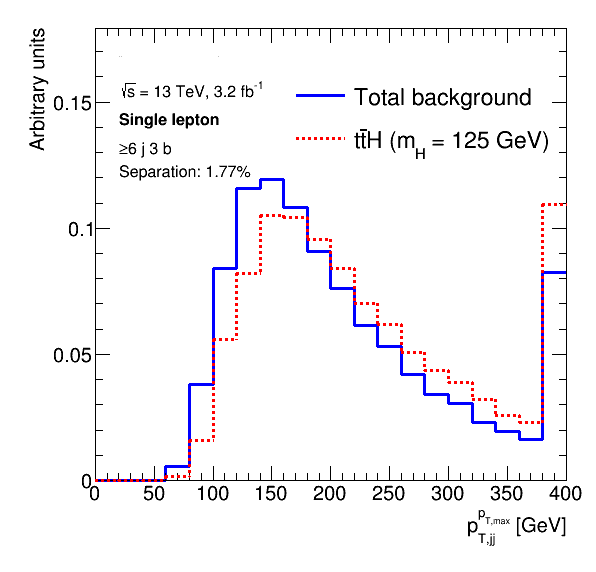 Arbitrary units
√s = 13 TeV, 3.2 fb⁻¹
Single lepton
≥6 j 3 b
Separation: 1.77%
Total background
tt̄H (m_H = 125 GeV)
0.15
0.1
0.05
0
0 50 100 150 200 250 300 350 400
p_{T,jj}^{p_{T,max}} [GeV]